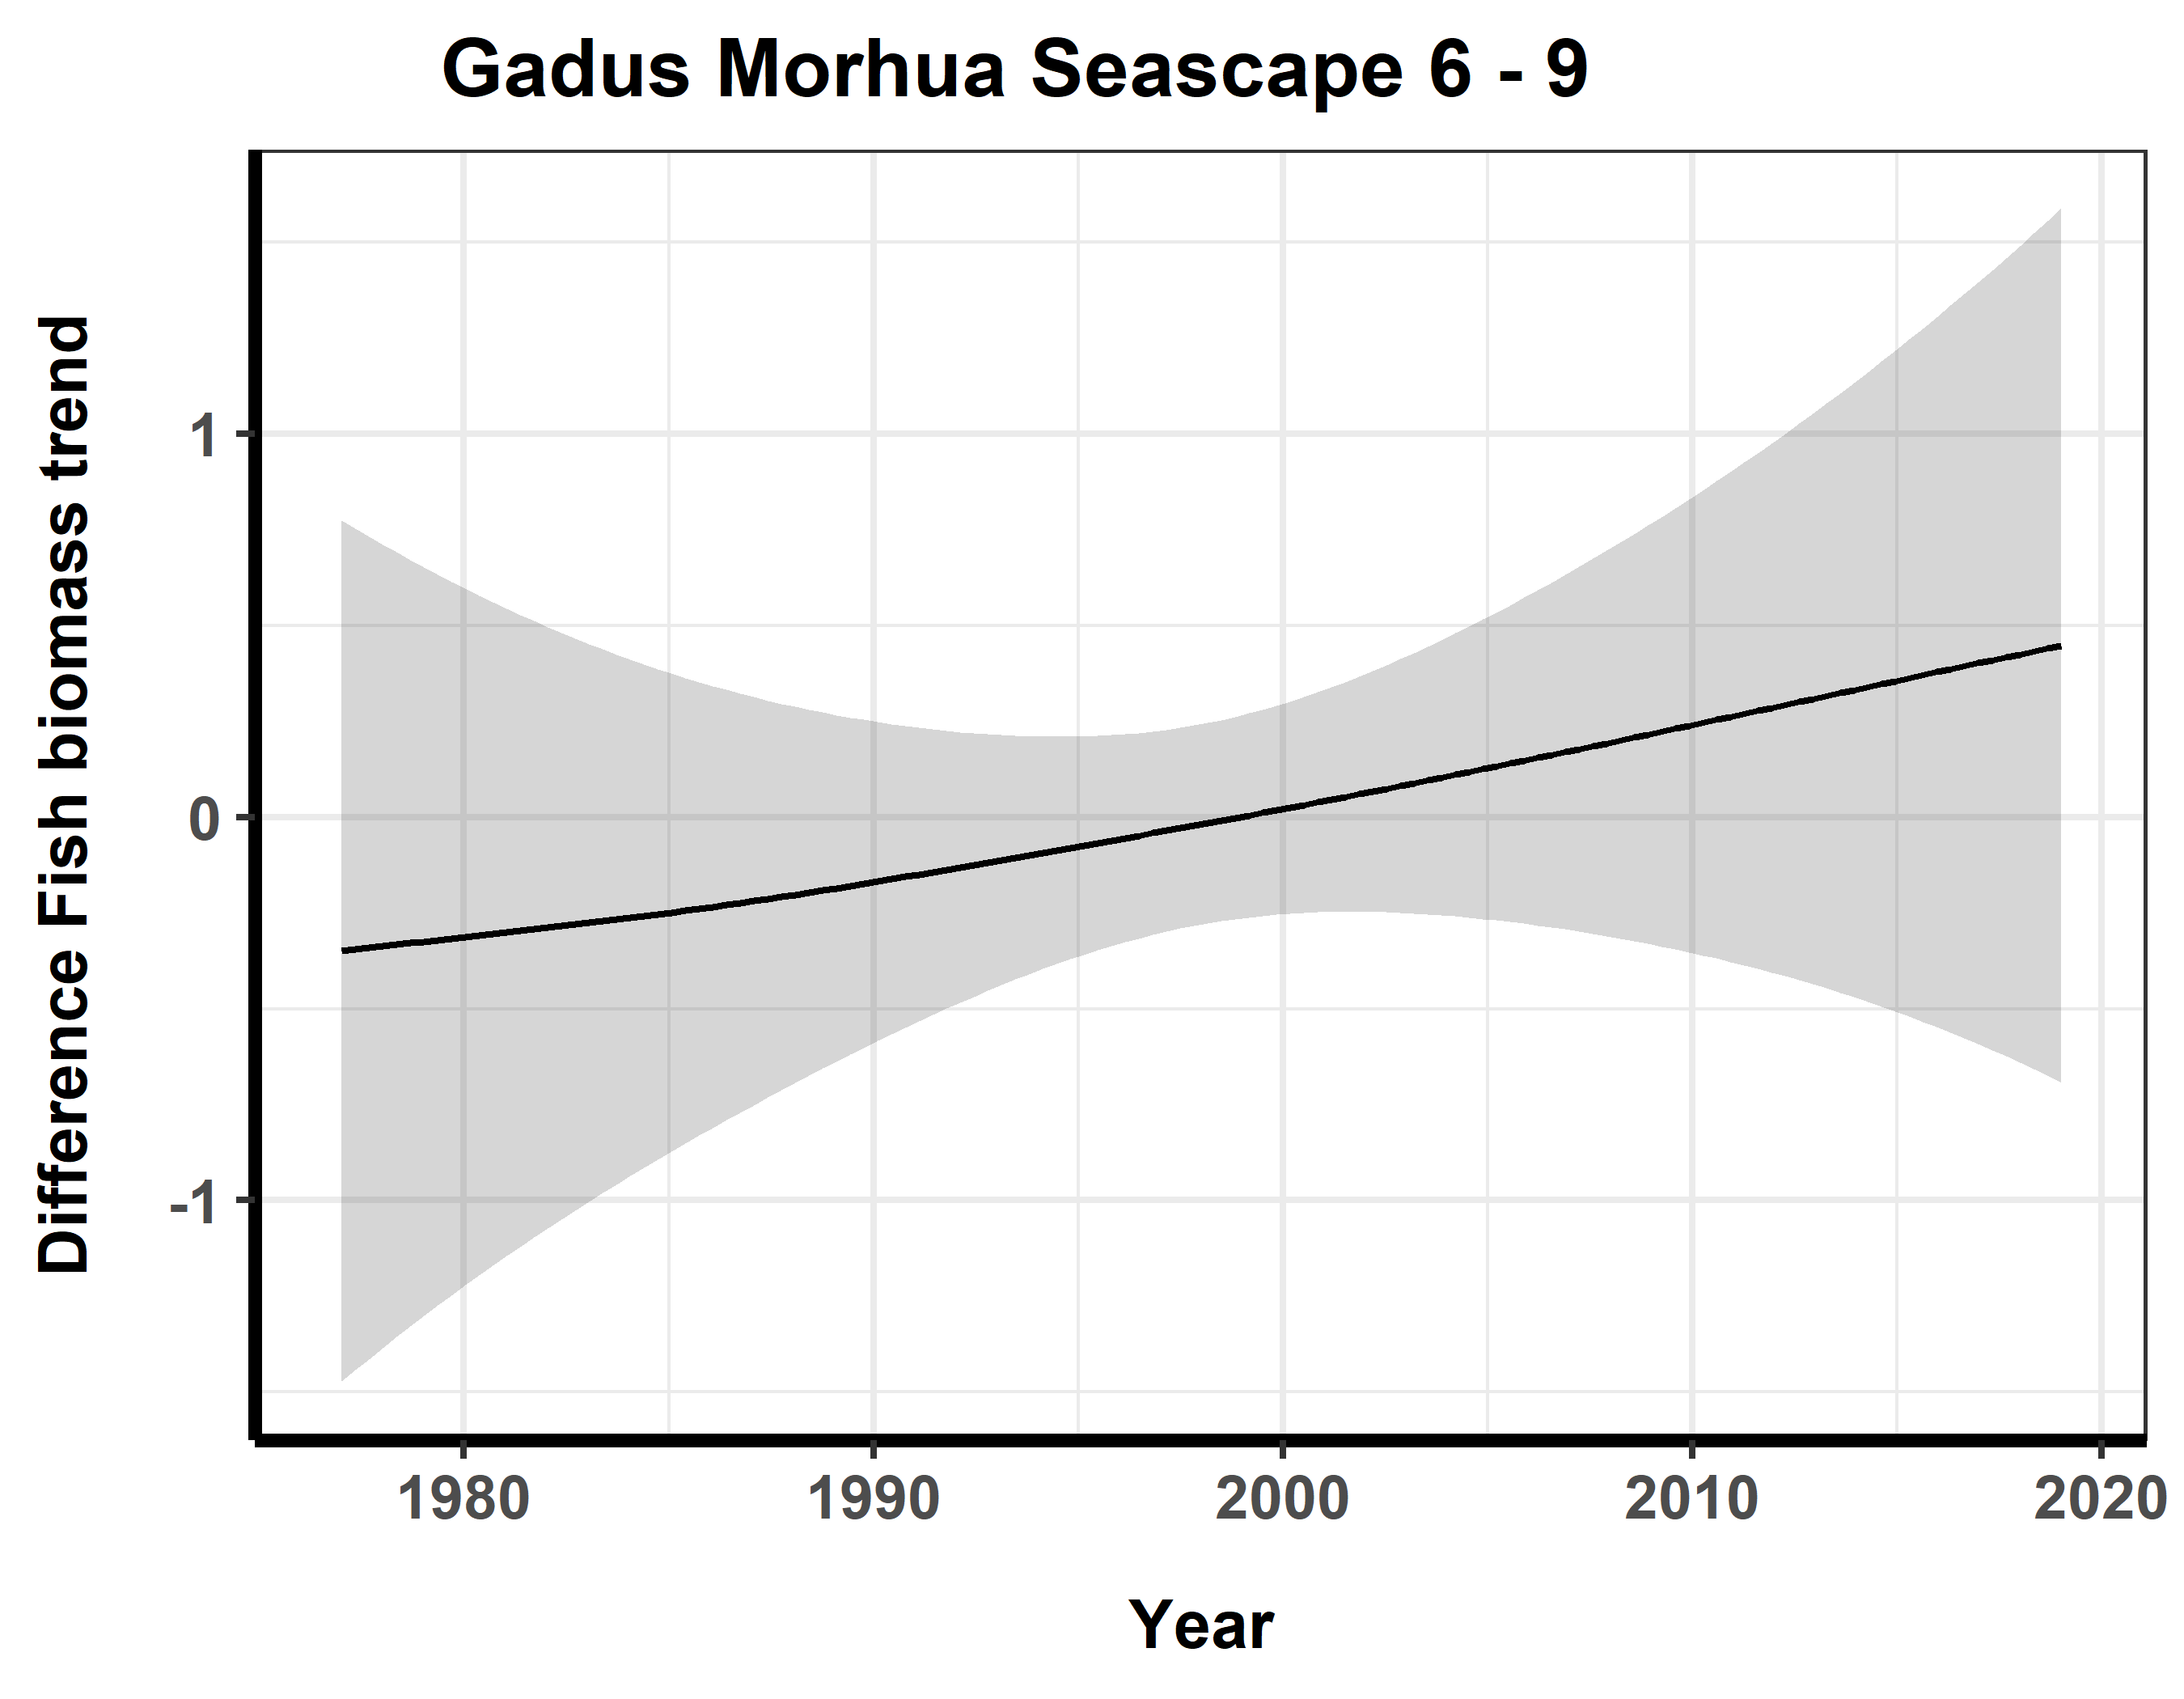 Gadus Morhua Seascape 6 - 9
Difference Fish biomass trend
1
0
-1
1980 1990 2000 2010 2020
Year